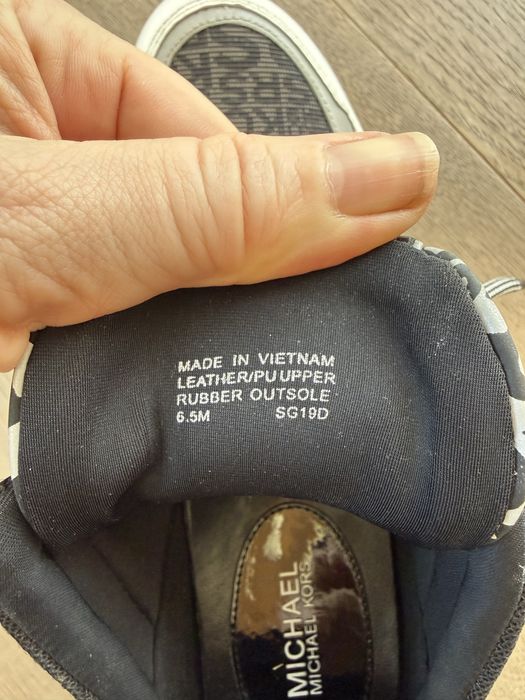 MADE IN VIETNAM
LEATHER/PU UPPER
RUBBER OUTSOLE
6.5M SG19D
MICHAEL
MICHAEL KORS